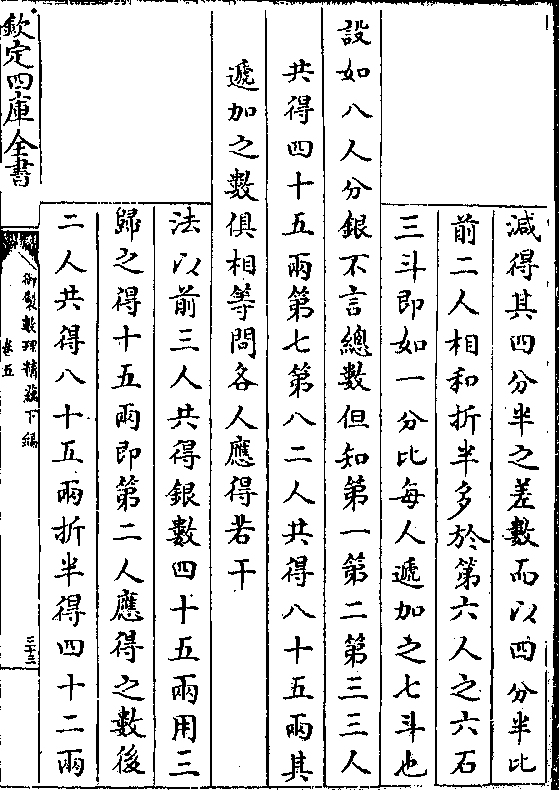 減得其四分半之差數而以四分半比
前二人相和折半多於第六人之六石
三斗即如一分比每人遞加之七斗也
設如八人分銀不言總數但知第一第二第三三人
共得四十五兩第七第八二人共得八十五兩其
遞加之數俱相等問各人應得若干
法以前三人共得銀數四十五兩用三
歸之得十五兩即第二人應得之數後
二人共得八十五兩折半得四十二兩
欽定四庫全書
御製數理精蘊下編
卷五
三十三